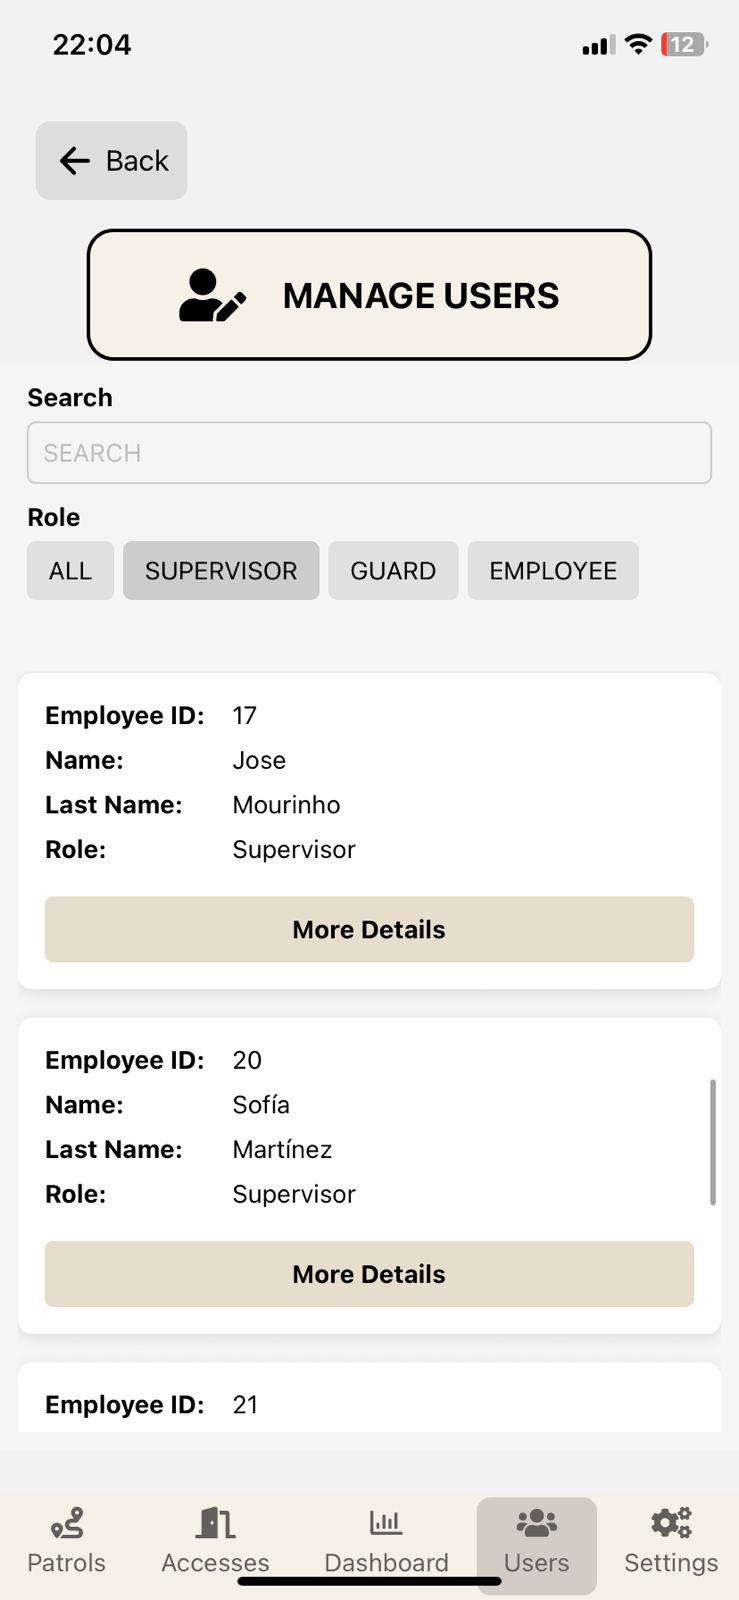 22:04
12
Back
MANAGE USERS
Search
SEARCH
Role
ALL SUPERVISOR GUARD EMPLOYEE
Employee ID: 17
Name: Jose
Last Name: Mourinho
Role: Supervisor
More Details
Employee ID: 20
Name: Sofía
Last Name: Martínez
Role: Supervisor
More Details
Employee ID: 21
Patrols Accesses Dashboard Users Settings